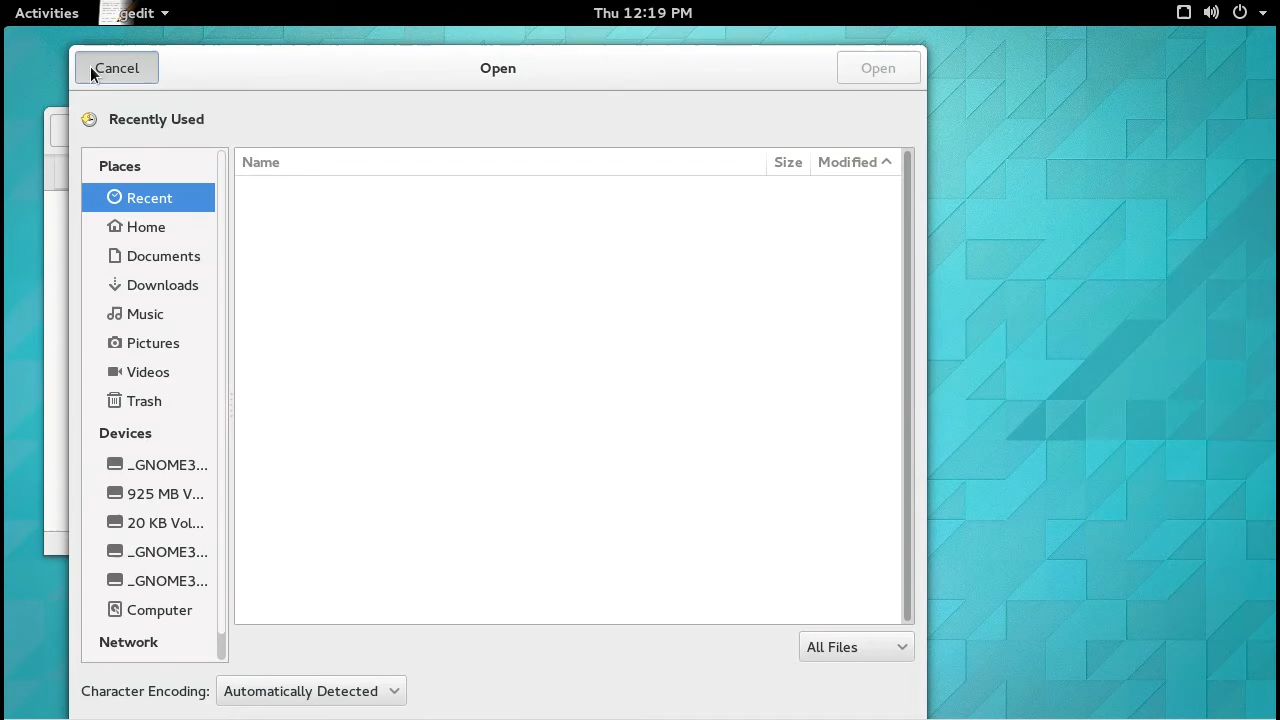 Activities gedit Thu 12:19 PM
Cancel Open Open
Recently Used
Places
Recent
Home
Documents
Downloads
Music
Pictures
Videos
Trash
Devices
_GNOME3...
925 MB V...
20 KB Vol...
_GNOME3...
_GNOME3...
Computer
Network
Name Size Modified
All Files
Character Encoding: Automatically Detected